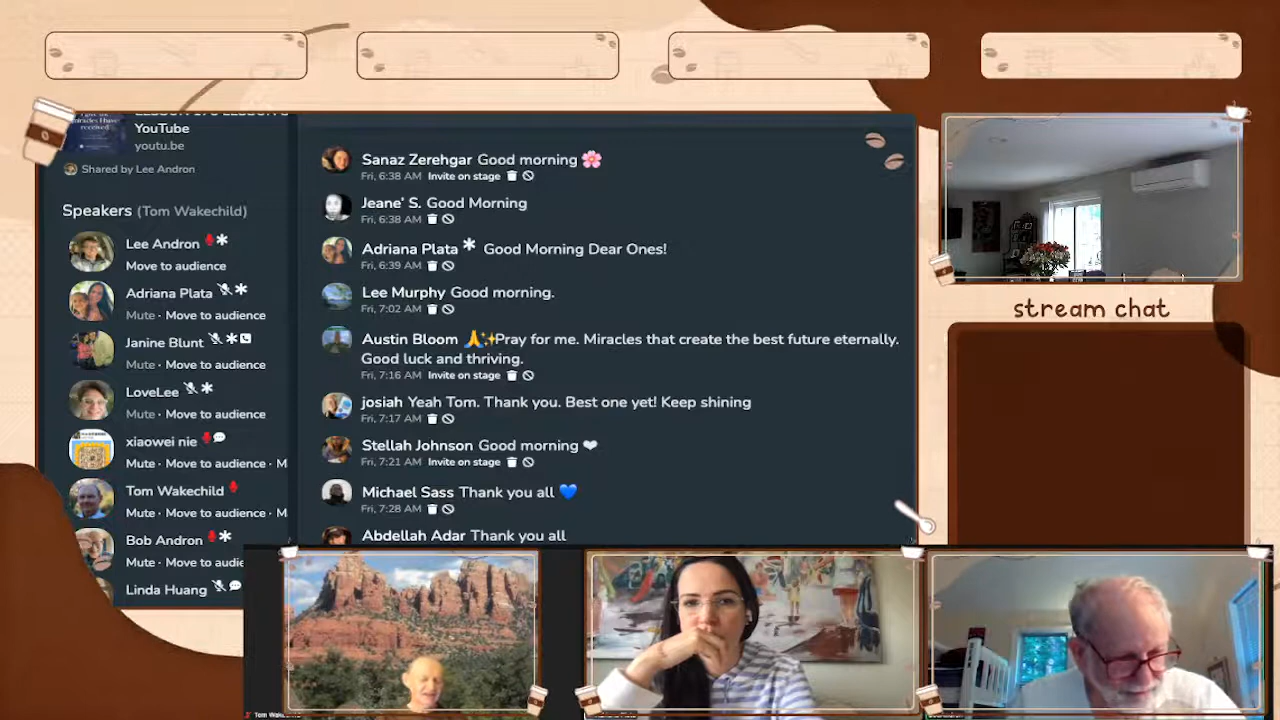 YouTube
youtu.be
Shared by Lee Andron
Speakers (Tom Wakechild)
Lee Andron
Move to audience
Adriana Plata
Mute · Move to audience
Janine Blunt
Mute · Move to audience
LoveLee
Mute · Move to audience
xiaowei nie
Mute · Move to audience · M
Tom Wakechild
Mute · Move to audience · M
Bob Andron
Mute · Move to audie
Linda Huang
Sanaz Zerehgar Good morning 🌸
Fri, 6:38 AM Invite on stage
Jeane' S. Good Morning
Fri, 6:38 AM
Adriana Plata * Good Morning Dear Ones!
Fri, 6:39 AM
Lee Murphy Good morning.
Fri, 7:02 AM
Austin Bloom 🙏✨Pray for me. Miracles that create the best future eternally.
Good luck and thriving.
Fri, 7:16 AM Invite on stage
josiah Yeah Tom. Thank you. Best one yet! Keep shining
Fri, 7:17 AM
Stellah Johnson Good morning ❤
Fri, 7:21 AM Invite on stage
Michael Sass Thank you all 💙
Fri, 7:28 AM
Abdellah Adar Thank you all
stream chat